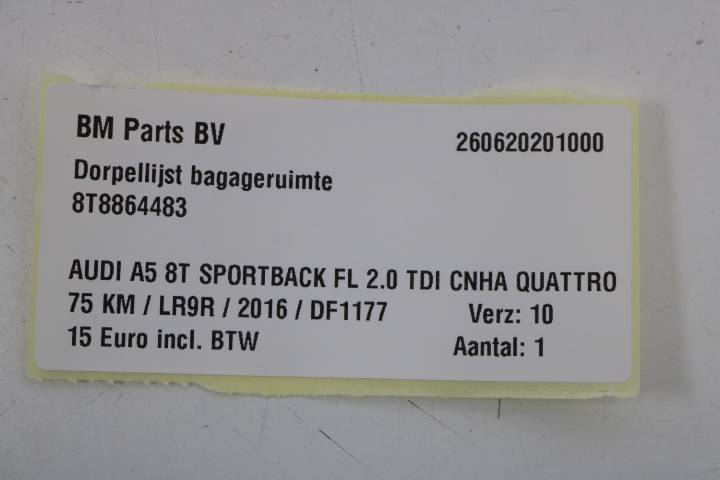 BM Parts BV 260620201000
Dorpellijst bagageruimte
8T8864483
AUDI A5 8T SPORTBACK FL 2.0 TDI CNHA QUATTRO
75 KM / LR9R / 2016 / DF1177 Verz: 10
15 Euro incl. BTW Aantal: 1